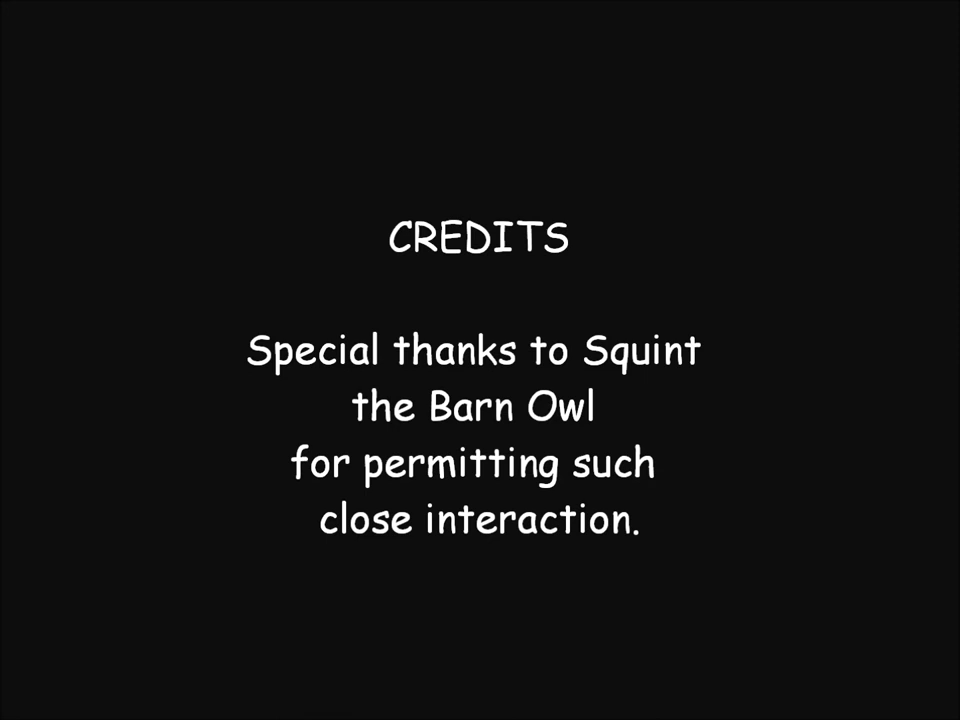 CREDITS
Special thanks to Squint
the Barn Owl
for permitting such
close interaction.